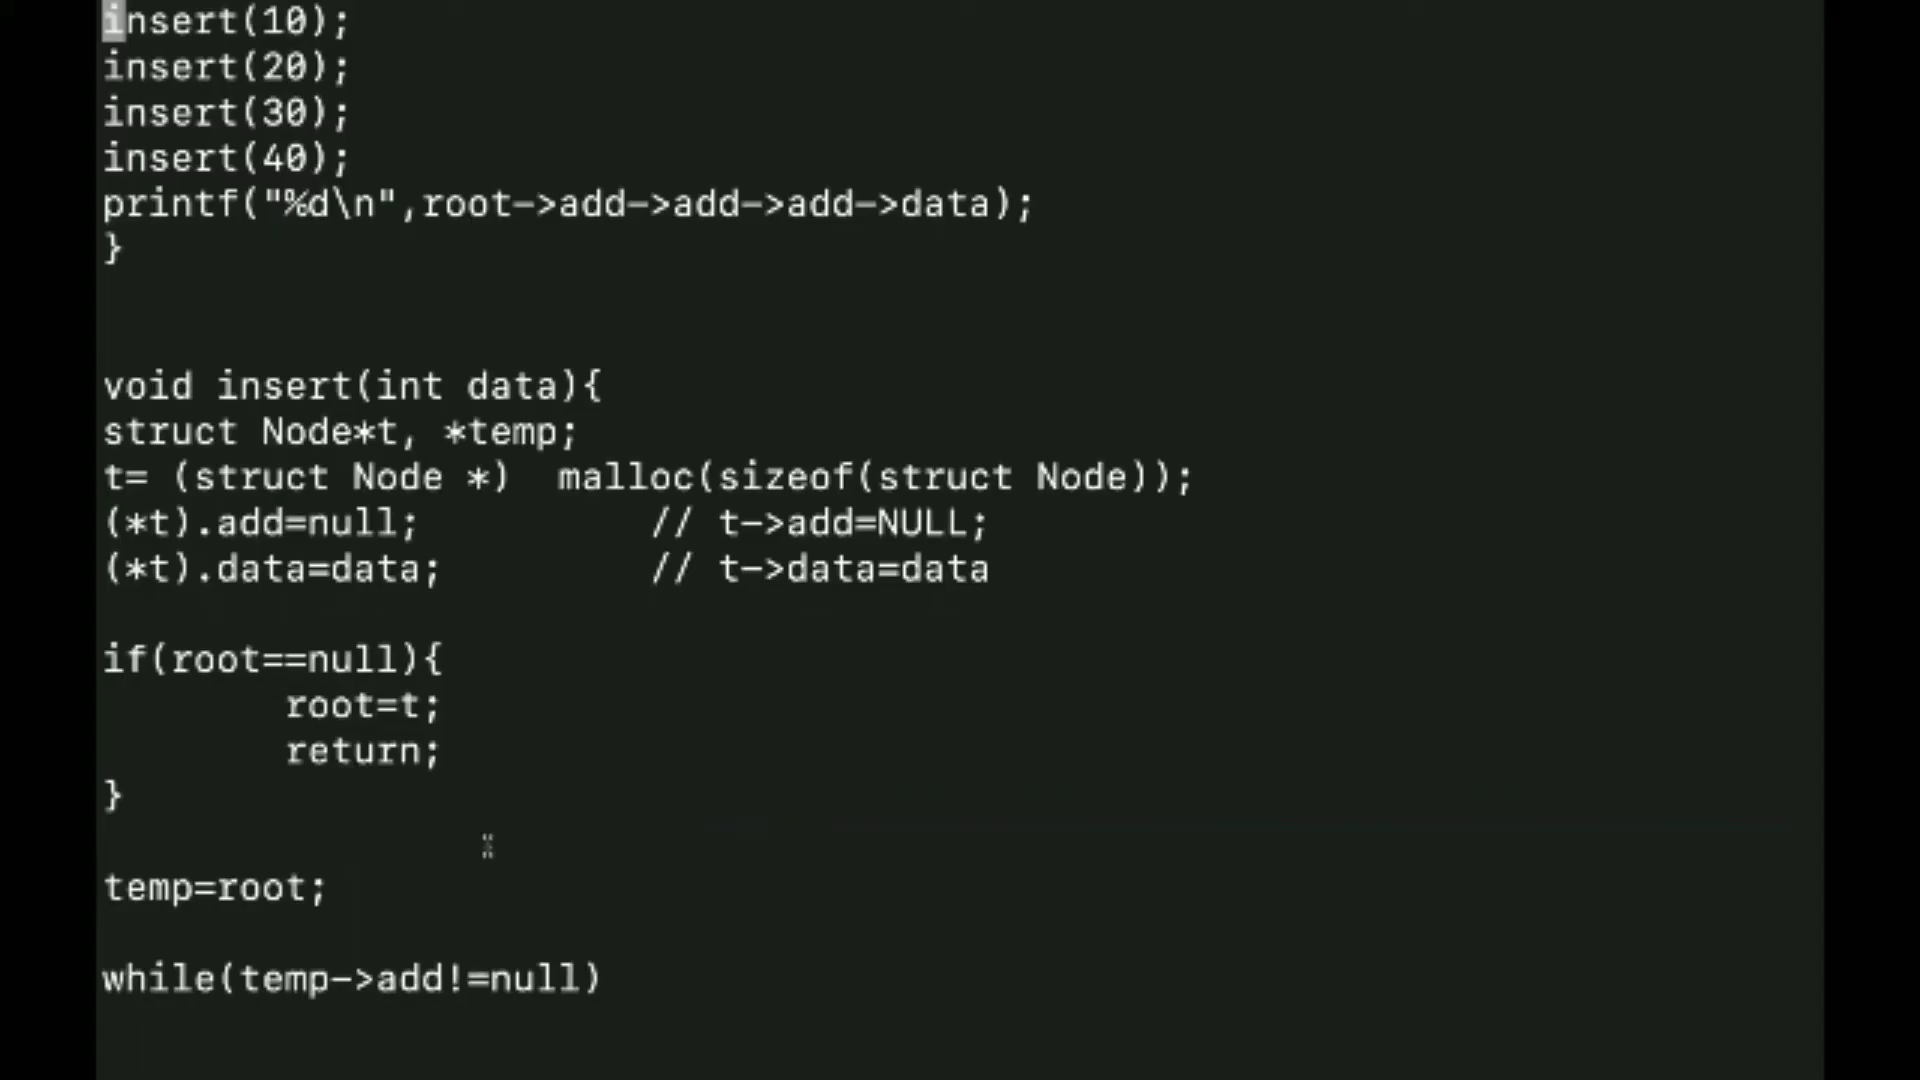 insert(10);
insert(20);
insert(30);
insert(40);
printf("%d\n",root->add->add->add->data);
}
void insert(int data){
struct Node*t, *temp;
t= (struct Node *)  malloc(sizeof(struct Node));
(*t).add=null;          // t->add=NULL;
(*t).data=data;         // t->data=data
if(root==null){
        root=t;
        return;
}
temp=root;
while(temp->add!=null)